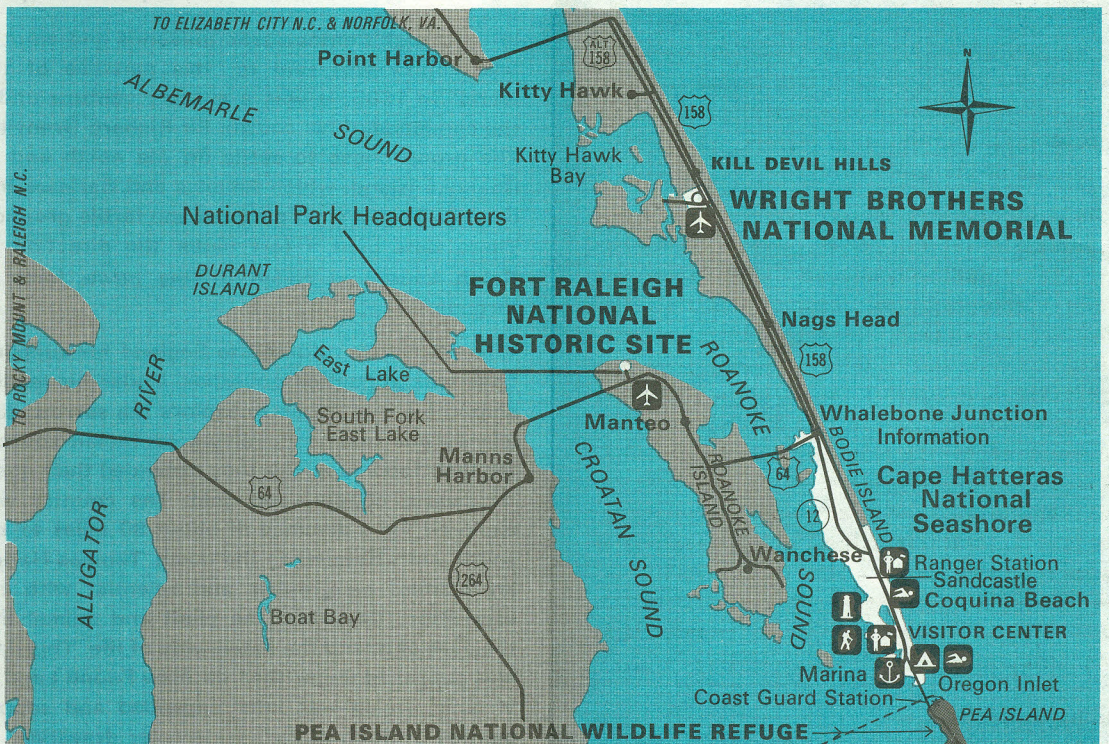 TO ELIZABETH CITY N.C. & NORFOLK, VA.
Point Harbor
ALT
158
Kitty Hawk
158
N
ALBEMARLE
SOUND
Kitty Hawk
Bay
KILL DEVIL HILLS
WRIGHT BROTHERS
NATIONAL MEMORIAL
TO ROCKY MOUNT & RALEIGH N.C.
National Park Headquarters
DURANT
ISLAND
FORT RALEIGH
NATIONAL
HISTORIC SITE
Nags Head
158
ROANOKE
SOUND
East Lake
RIVER
ALLIGATOR
South Fork
East Lake
Manteo
Whalebone Junction
Information
BODIE ISLAND
Manns
Harbor
CROATAN SOUND
ROANOKE
ISLAND
64
64
12
Cape Hatteras
National
Seashore
Wanchese
Ranger Station
Sandcastle
Coquina Beach
264
Boat Bay
VISITOR CENTER
Marina
Oregon Inlet
Coast Guard Station
PEA ISLAND
PEA ISLAND NATIONAL WILDLIFE REFUGE